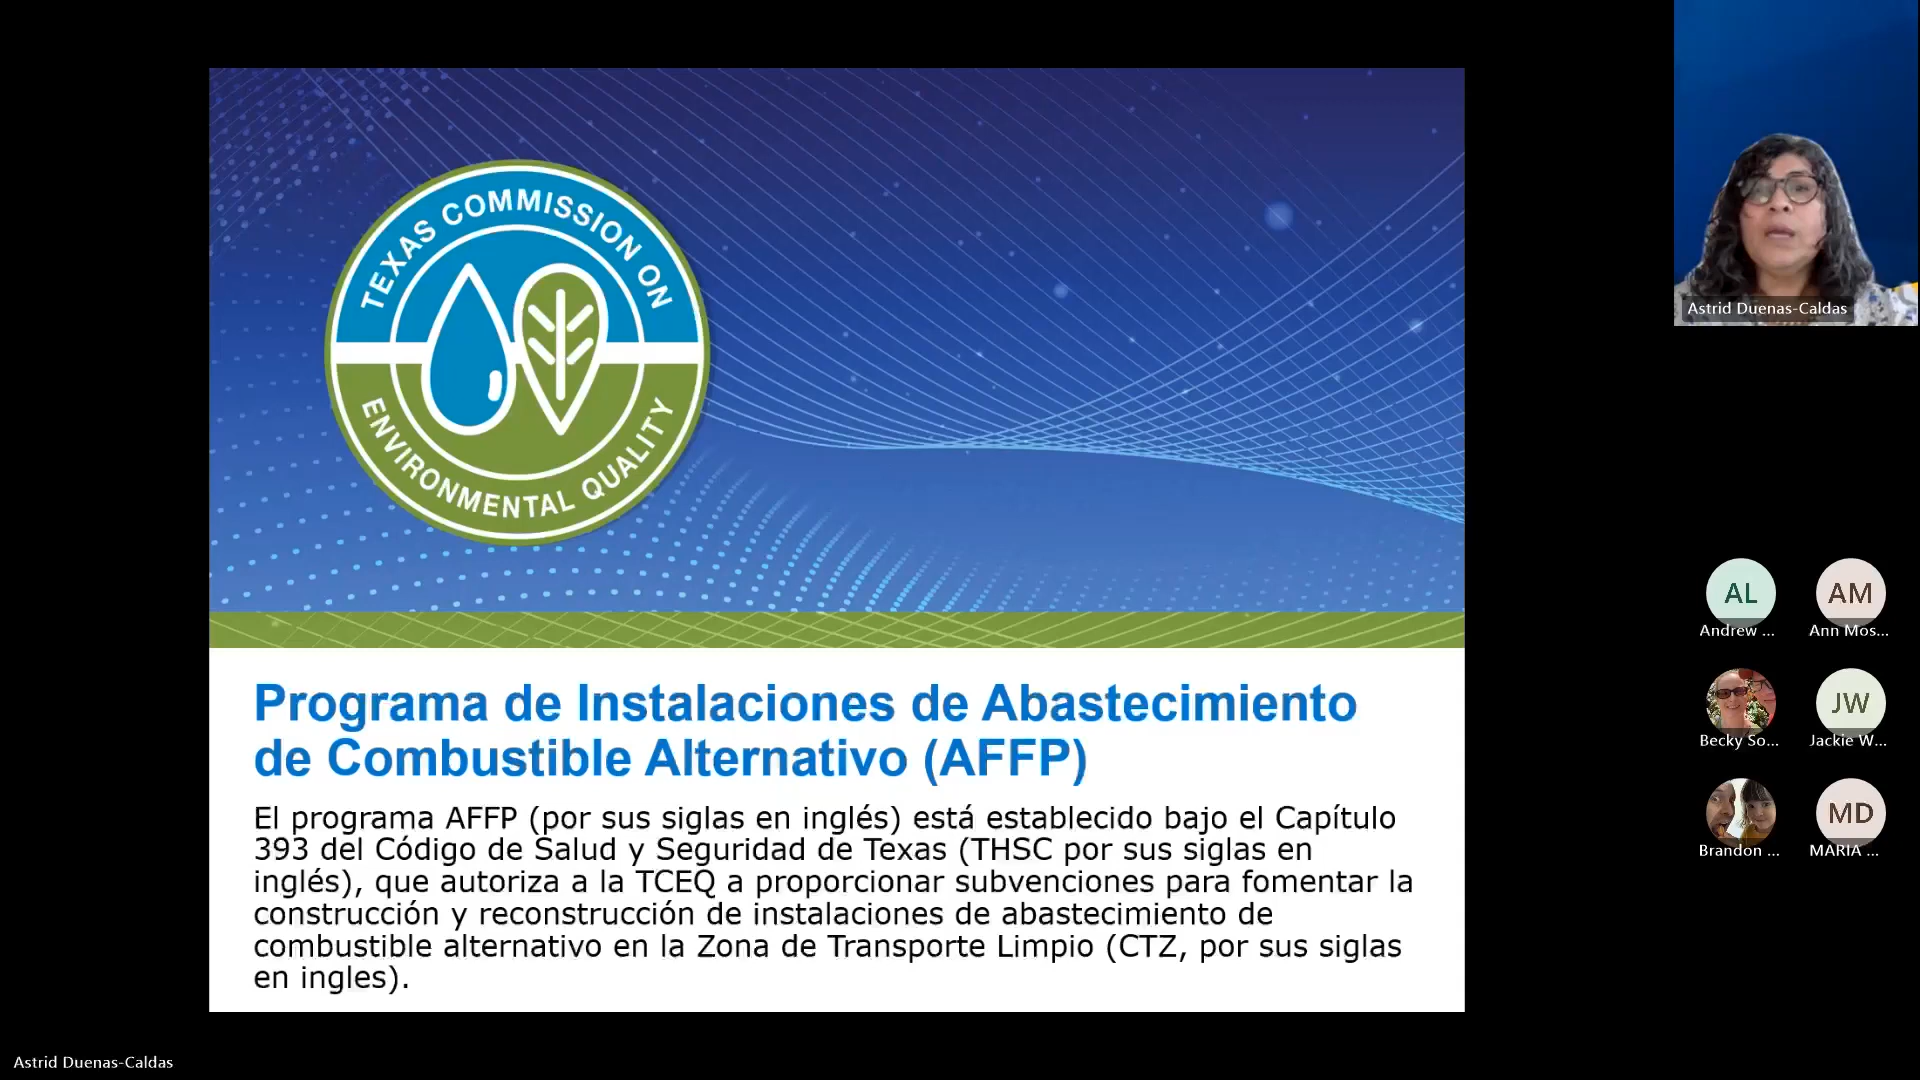 TEXAS COMMISSION ON
ENVIRONMENTAL QUALITY
Programa de Instalaciones de Abastecimiento
de Combustible Alternativo (AFFP)
El programa AFFP (por sus siglas en inglés) está establecido bajo el Capítulo
393 del Código de Salud y Seguridad de Texas (THSC por sus siglas en
inglés), que autoriza a la TCEQ a proporcionar subvenciones para fomentar la
construcción y reconstrucción de instalaciones de abastecimiento de
combustible alternativo en la Zona de Transporte Limpio (CTZ, por sus siglas
en ingles).
Astrid Duenas-Caldas
AL
AM
Andrew ...
Ann Mos...
JW
Becky So...
Jackie W...
MD
Brandon ...
MARIA ...
Astrid Duenas-Caldas